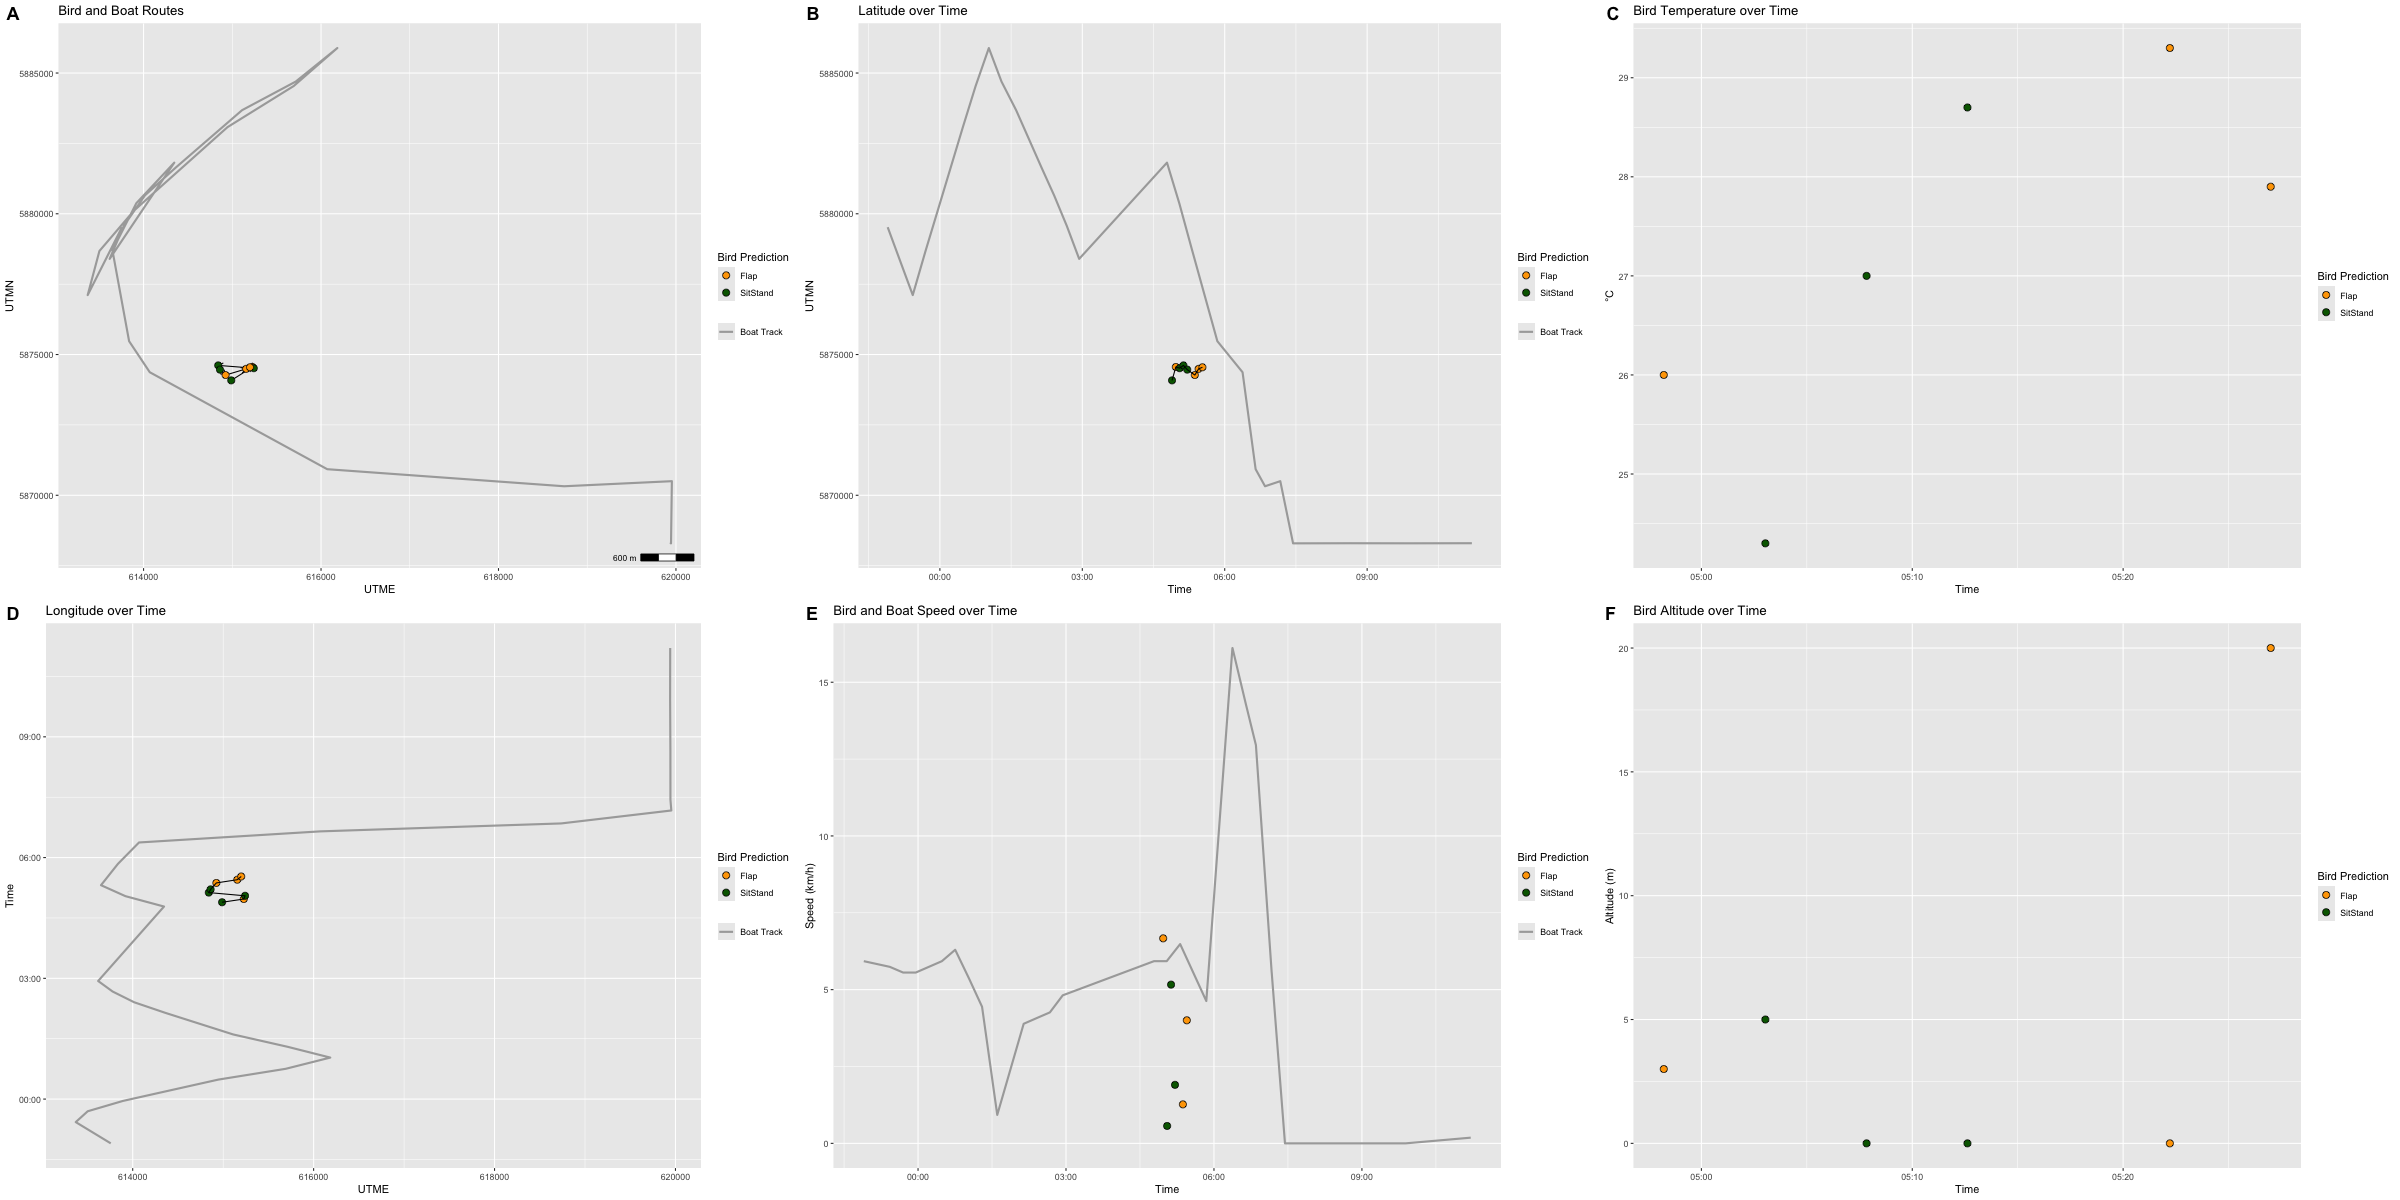 A
Bird and Boat Routes
5885000
5880000
5875000
5870000
UTMN
614000
616000
618000
620000
UTME
600 m
Bird Prediction
Flap
SitStand
Boat Track
B
Latitude over Time
5885000
5880000
5875000
5870000
UTMN
00:00
03:00
06:00
09:00
Time
Bird Prediction
Flap
SitStand
Boat Track
C
Bird Temperature over Time
29
28
27
26
25
°C
05:00
05:10
05:20
Time
Bird Prediction
Flap
SitStand
D
Longitude over Time
09:00
06:00
03:00
00:00
Time
614000
616000
618000
620000
UTME
Bird Prediction
Flap
SitStand
Boat Track
E
Bird and Boat Speed over Time
15
10
5
0
Speed (km/h)
00:00
03:00
06:00
09:00
Time
Bird Prediction
Flap
SitStand
Boat Track
F
Bird Altitude over Time
20
15
10
5
0
Altitude (m)
05:00
05:10
05:20
Time
Bird Prediction
Flap
SitStand